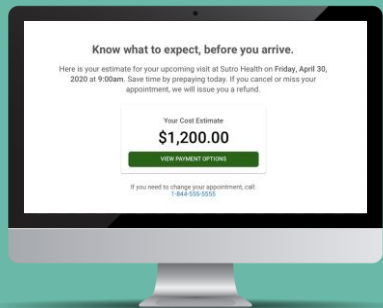 Know what to expect, before you arrive.
Here is your estimate for your upcoming visit at Sutro Health on Friday, April 30,
2020 at 9:00am. Save time by prepaying today. If you cancel or miss your
appointment, we will issue you a refund.
Your Cost Estimate
$1,200.00
VIEW PAYMENT OPTIONS
If you need to change your appointment, call:
1-844-555-5555